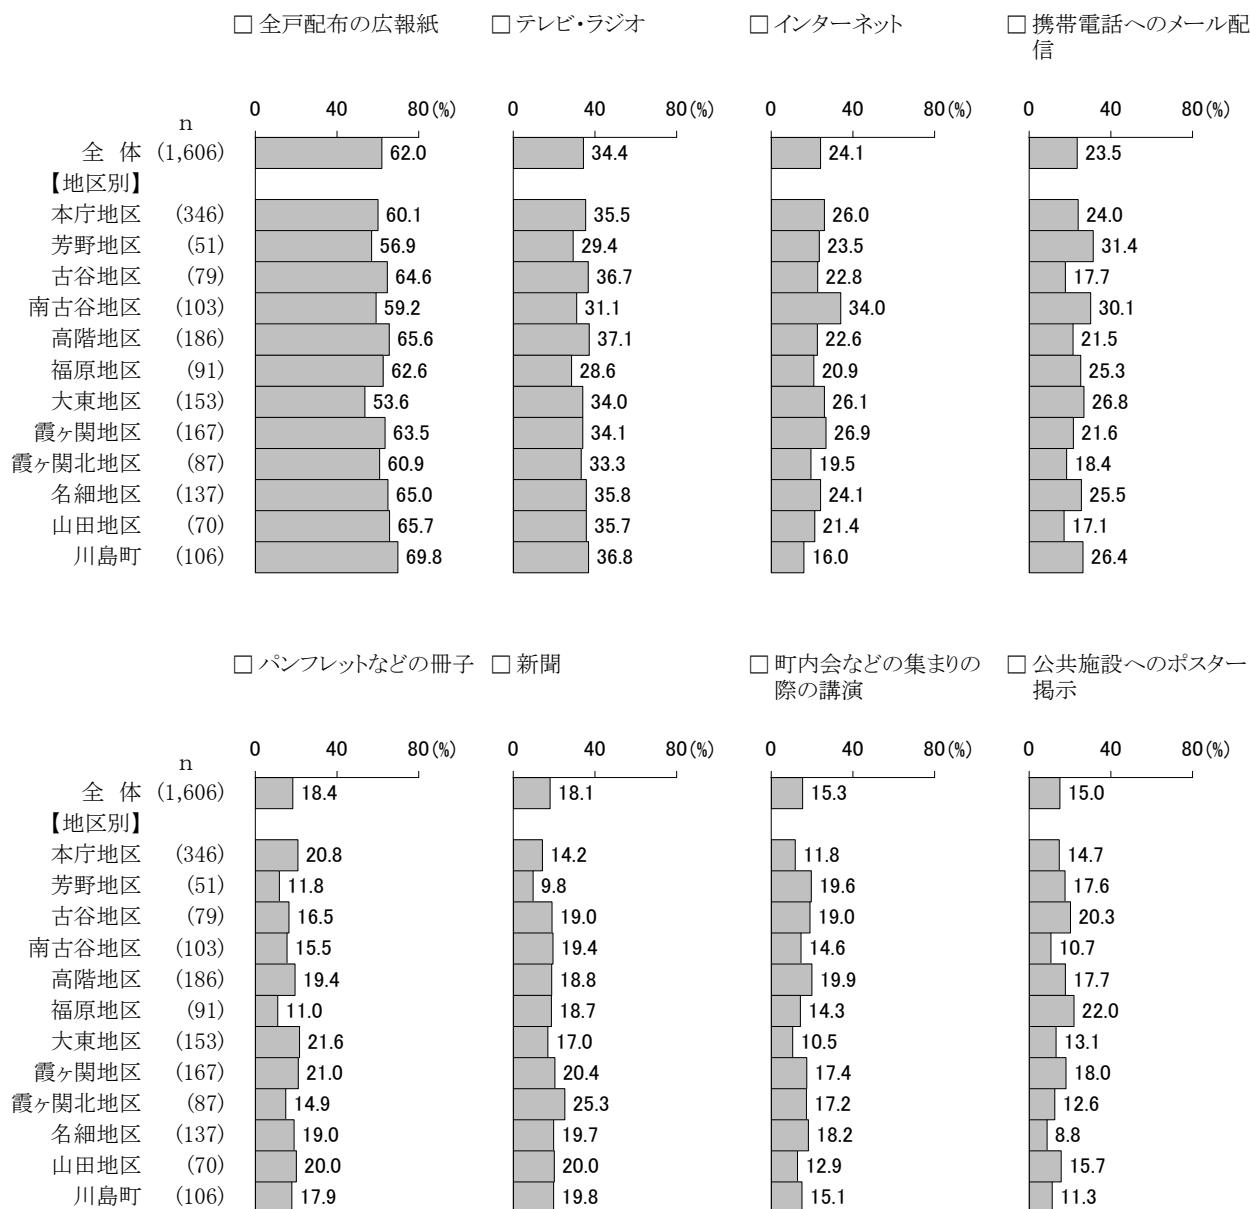 □ 全戸配布の広報紙 □ テレビ・ラジオ □ インターネット □ 携帯電話へのメール配
信
0 40 80(%) 0 40 80(%) 0 40 80(%) 0 40 80(%)
n
全 体 (1,606) 62.0 34.4 24.1 23.5
【地区別】
本庁地区 (346) 60.1 35.5 26.0 24.0
芳野地区 (51) 56.9 29.4 23.5 31.4
古谷地区 (79) 64.6 36.7 22.8 17.7
南古谷地区 (103) 59.2 31.1 34.0 30.1
高階地区 (186) 65.6 37.1 22.6 21.5
福原地区 (91) 62.6 28.6 20.9 25.3
大東地区 (153) 53.6 34.0 26.1 26.8
霞ヶ関地区 (167) 63.5 34.1 26.9 21.6
霞ヶ関北地区 (87) 60.9 33.3 19.5 18.4
名細地区 (137) 65.0 35.8 24.1 25.5
山田地区 (70) 65.7 35.7 21.4 17.1
川島町 (106) 69.8 36.8 16.0 26.4
□ パンフレットなどの冊子 □ 新聞 □ 町内会などの集まりの □ 公共施設へのポスター
際の講演 掲示
0 40 80(%) 0 40 80(%) 0 40 80(%) 0 40 80(%)
n
全 体 (1,606) 18.4 18.1 15.3 15.0
【地区別】
本庁地区 (346) 20.8 14.2 11.8 14.7
芳野地区 (51) 11.8 9.8 19.6 17.6
古谷地区 (79) 16.5 19.0 19.0 20.3
南古谷地区 (103) 15.5 19.4 14.6 10.7
高階地区 (186) 19.4 18.8 19.9 17.7
福原地区 (91) 11.0 18.7 14.3 22.0
大東地区 (153) 21.6 17.0 10.5 13.1
霞ヶ関地区 (167) 21.0 20.4 17.4 18.0
霞ヶ関北地区 (87) 14.9 25.3 17.2 12.6
名細地区 (137) 19.0 19.7 18.2 8.8
山田地区 (70) 20.0 20.0 12.9 15.7
川島町 (106) 17.9 19.8 15.1 11.3